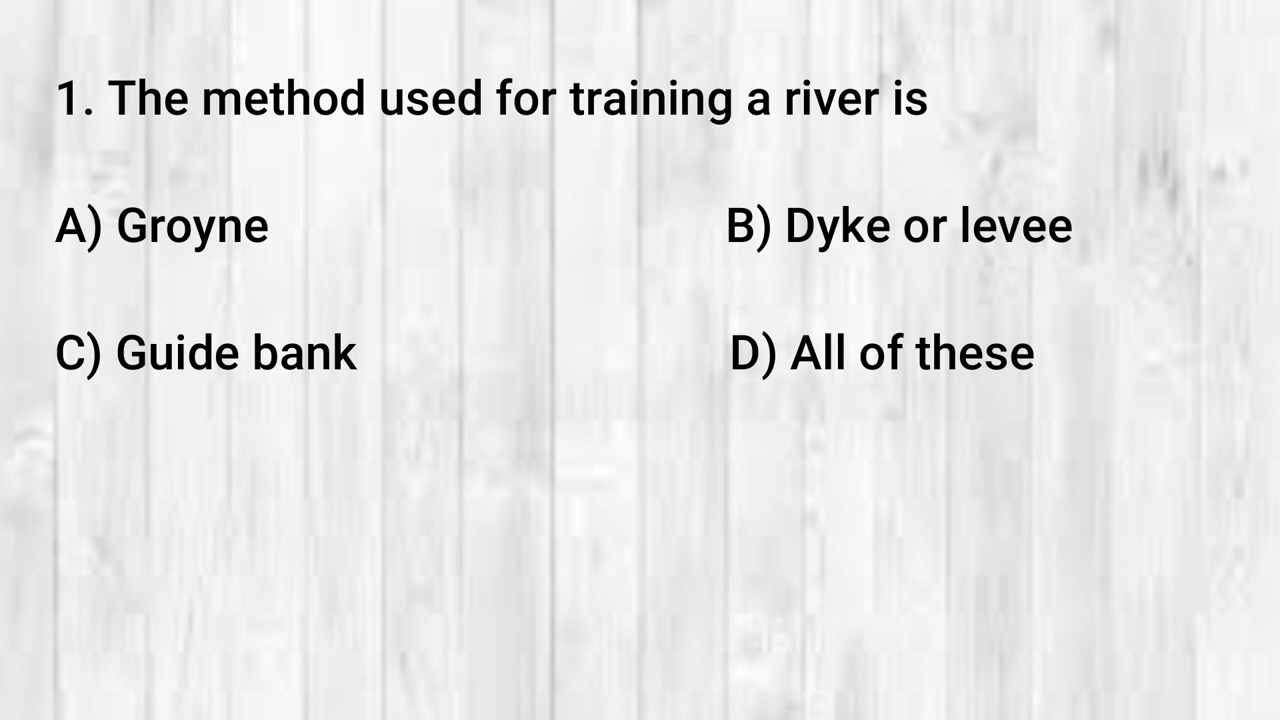 1. The method used for training a river is
A) Groyne B) Dyke or levee
C) Guide bank D) All of these